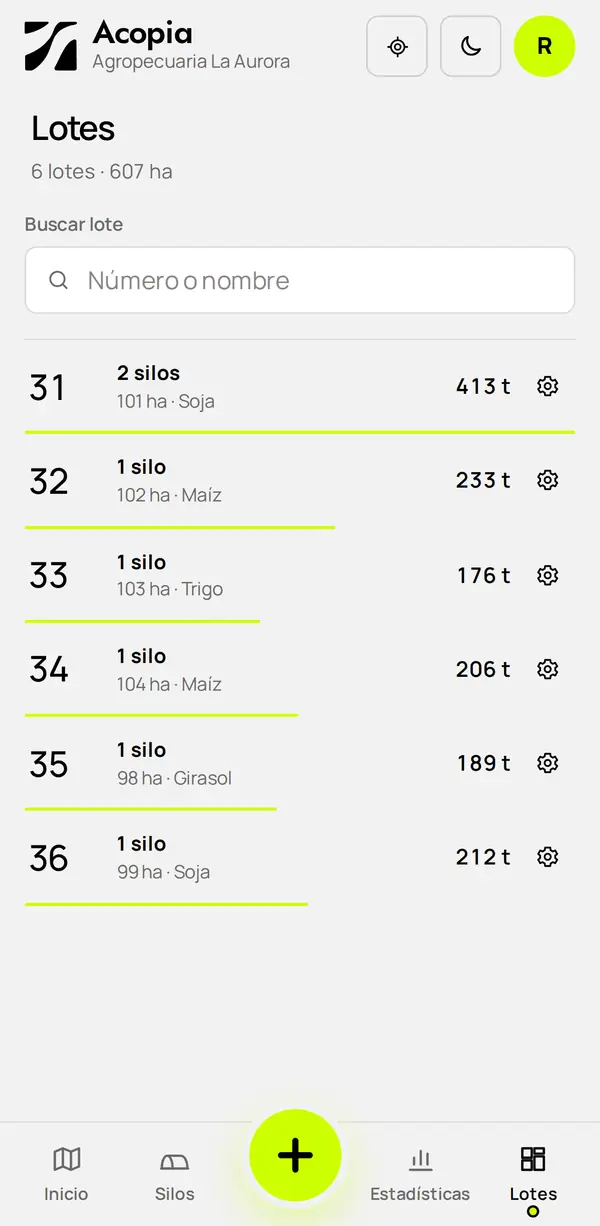 Acopia
Agropecuaria La Aurora
R
Lotes
6 lotes · 607 ha
Buscar lote
Número o nombre
31
2 silos
101 ha · Soja
413 t
32
1 silo
102 ha · Maíz
233 t
33
1 silo
103 ha · Trigo
176 t
34
1 silo
104 ha · Maíz
206 t
35
1 silo
98 ha · Girasol
189 t
36
1 silo
99 ha · Soja
212 t
Inicio
Silos
Estadísticas
Lotes